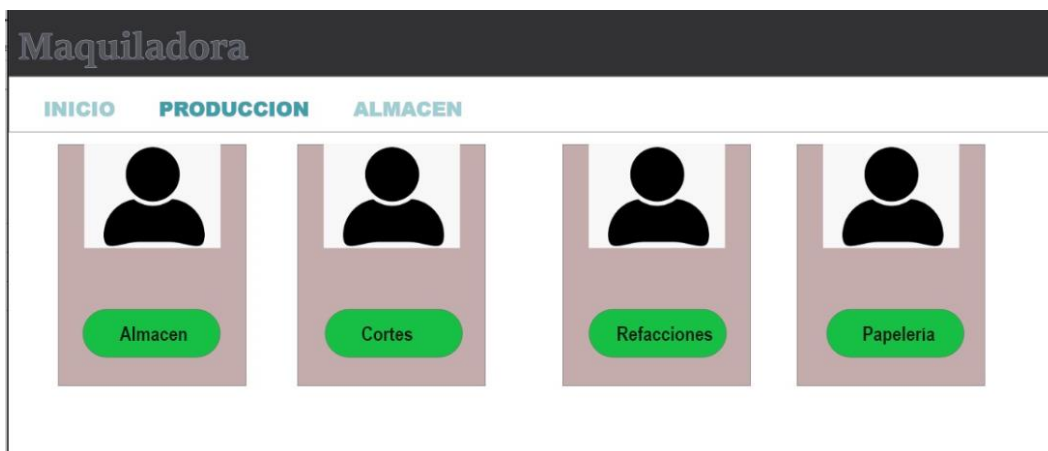 Maquiladora
INICIO PRODUCCION ALMACEN
Almacen Cortes Refacciones Papeleria